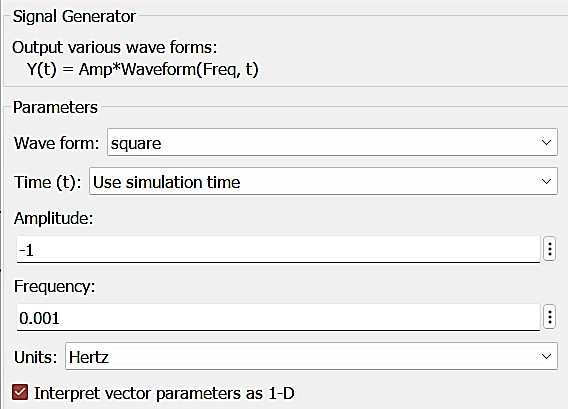 Signal Generator
Output various wave forms:
Y(t) = Amp*Waveform(Freq, t)
Parameters
Wave form: square
Time (t): Use simulation time
Amplitude:
-1
Frequency:
0.001
Units: Hertz
Interpret vector parameters as 1-D